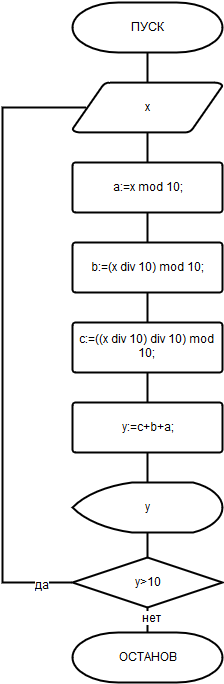 ПУСК
x
a:=x mod 10;
b:=(x div 10) mod 10;
c:=((x div 10) div 10) mod
10;
y:=c+b+a;
y
y>10
да
нет
ОСТАНОВ